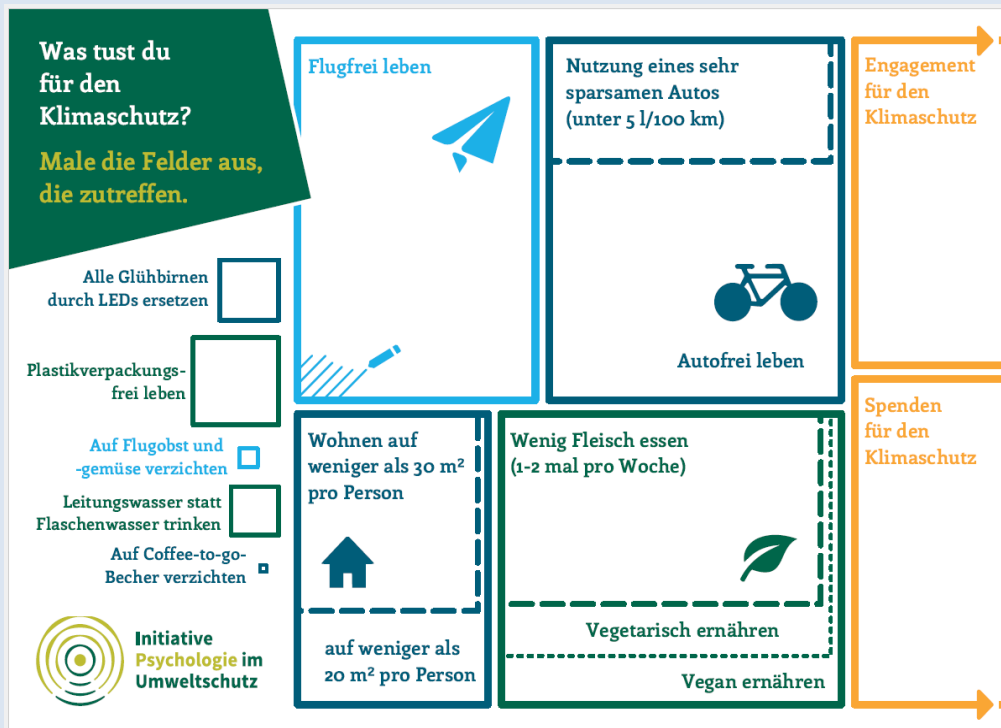 Was tust du
für den
Klimaschutz?
Male die Felder aus,
die zutreffen.
Alle Glühbirnen
durch LEDs ersetzen
Plastikverpackungs-
frei leben
Auf Flugobst und
-gemüse verzichten
Leitungswasser statt
Flaschenwasser trinken
Auf Coffee-to-go-
Becher verzichten
Initiative
Psychologie im
Umweltschutz
Flugfrei leben
Nutzung eines sehr
sparsamen Autos
(unter 5 l/100 km)
Autofrei leben
Engagement
für den
Klimaschutz
Wohnen auf
weniger als 30 m²
pro Person
auf weniger als
20 m² pro Person
Wenig Fleisch essen
(1-2 mal pro Woche)
Vegetarisch ernähren
Vegan ernähren
Spenden
für den
Klimaschutz